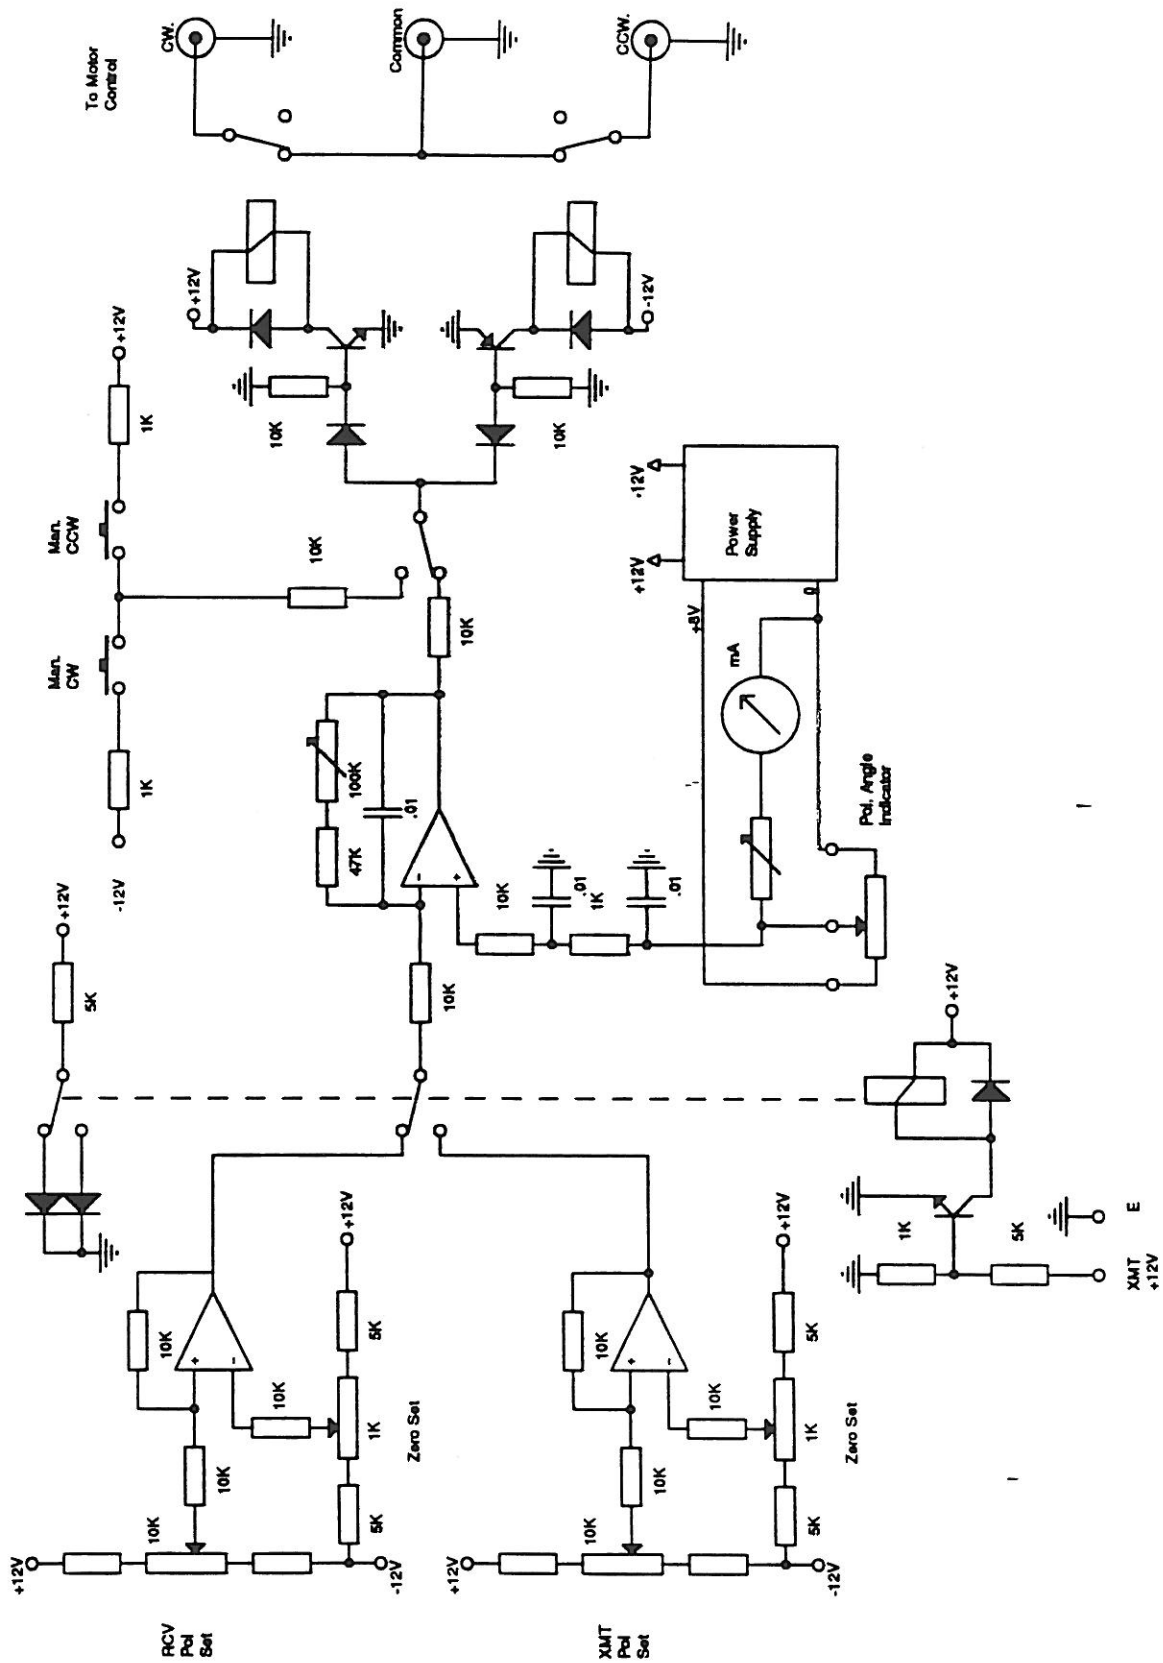 To Motor
Control
CW.
Common
CCW.
+12V
-12V
10K
10K
+12V
1K
Man.
CCW
Man.
CW
1K
-12V
10K
10K
100K
47K
.01
-
+
10K
.01
1K
.01
10K
-12V
+12V
Power
Supply
+8V
0
mA
Pol. Angle
Indicator
+12V
5K
+12V
1K
5K
E
XMT
+12V
+12V
10K
+
-
10K
5K
1K
Zero Set
10K
10K
5K
+12V
-12V
RCV
Pol
Set
+12V
10K
+
-
10K
5K
1K
Zero Set
10K
10K
5K
+12V
-12V
XMT
Pol
Set